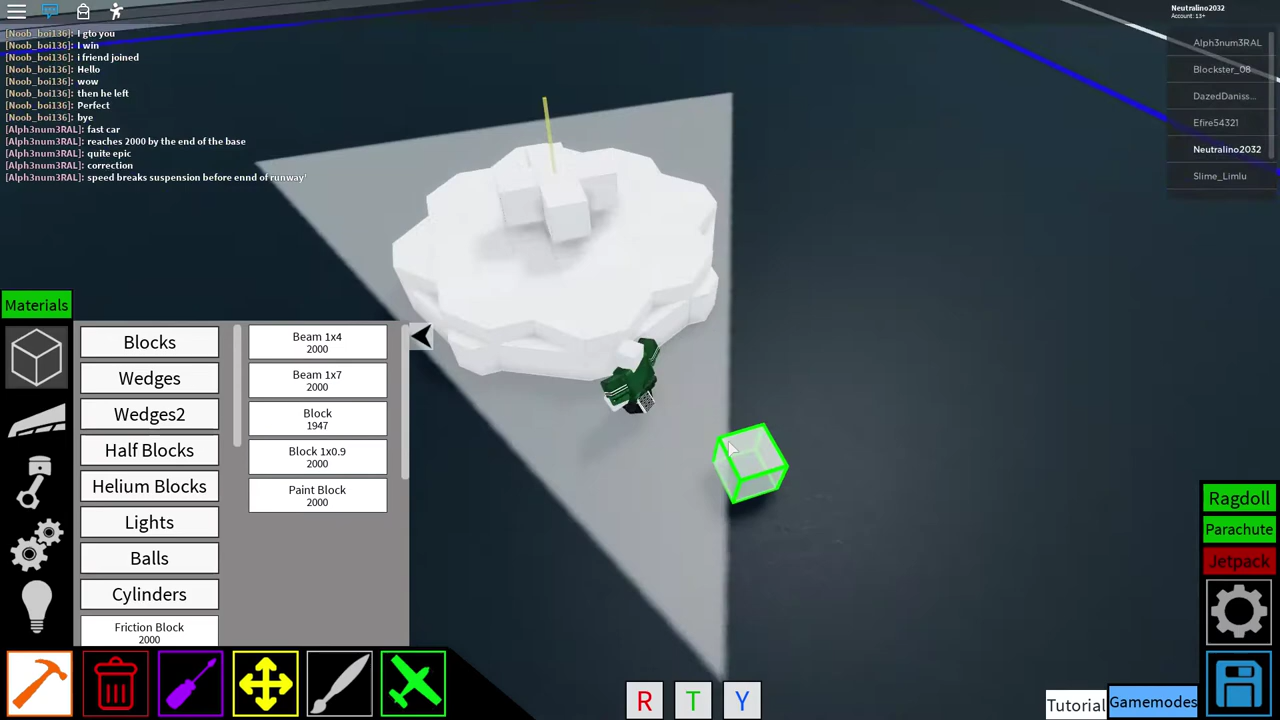 [Noob_boi136]: I gto you
[Noob_boi136]: I win
[Noob_boi136]: i friend joined
[Noob_boi136]: Hello
[Noob_boi136]: wow
[Noob_boi136]: then he left
[Noob_boi136]: Perfect
[Noob_boi136]: bye
[Alph3num3RAL]: fast car
[Alph3num3RAL]: reaches 2000 by the end of the base
[Alph3num3RAL]: quite epic
[Alph3num3RAL]: correction
[Alph3num3RAL]: speed breaks suspension before ennd of runway!
Neutralino2032
Account: 13+
Alph3num3RAL
Blockster_08
DazedDaniss...
Efire54321
Neutralino2032
Slime_Limlu
Materials
Blocks
Wedges
Wedges2
Half Blocks
Helium Blocks
Lights
Balls
Cylinders
Friction Block
2000
Beam 1x4
2000
Beam 1x7
2000
Block
1947
Block 1x0.9
2000
Paint Block
2000
Ragdoll
Parachute
Jetpack
R T Y
Tutorial
Gamemodes